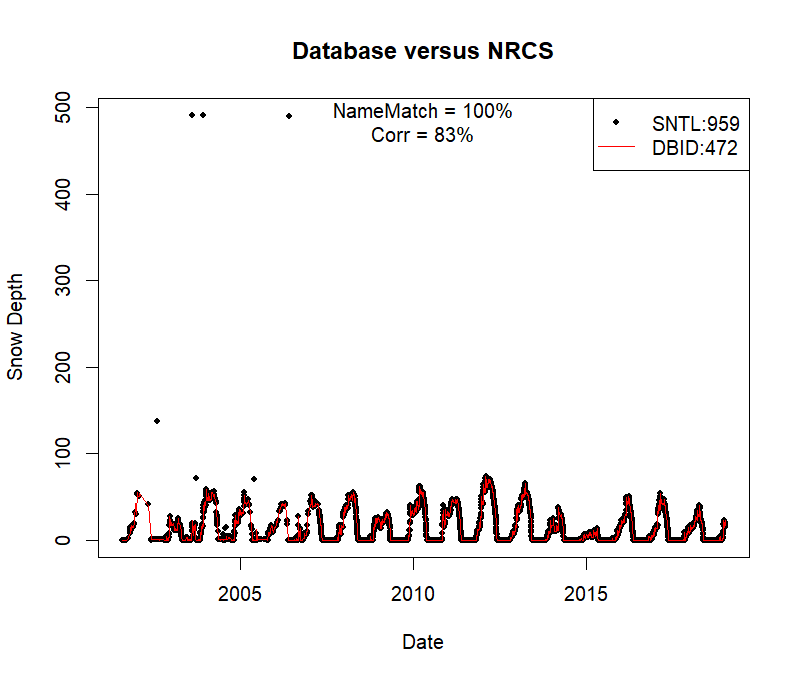 Database versus NRCS
NameMatch = 100%
Corr = 83%
SNTL:959
DBID:472
Snow Depth
500
400
300
200
100
0
2005
2010
2015
Date